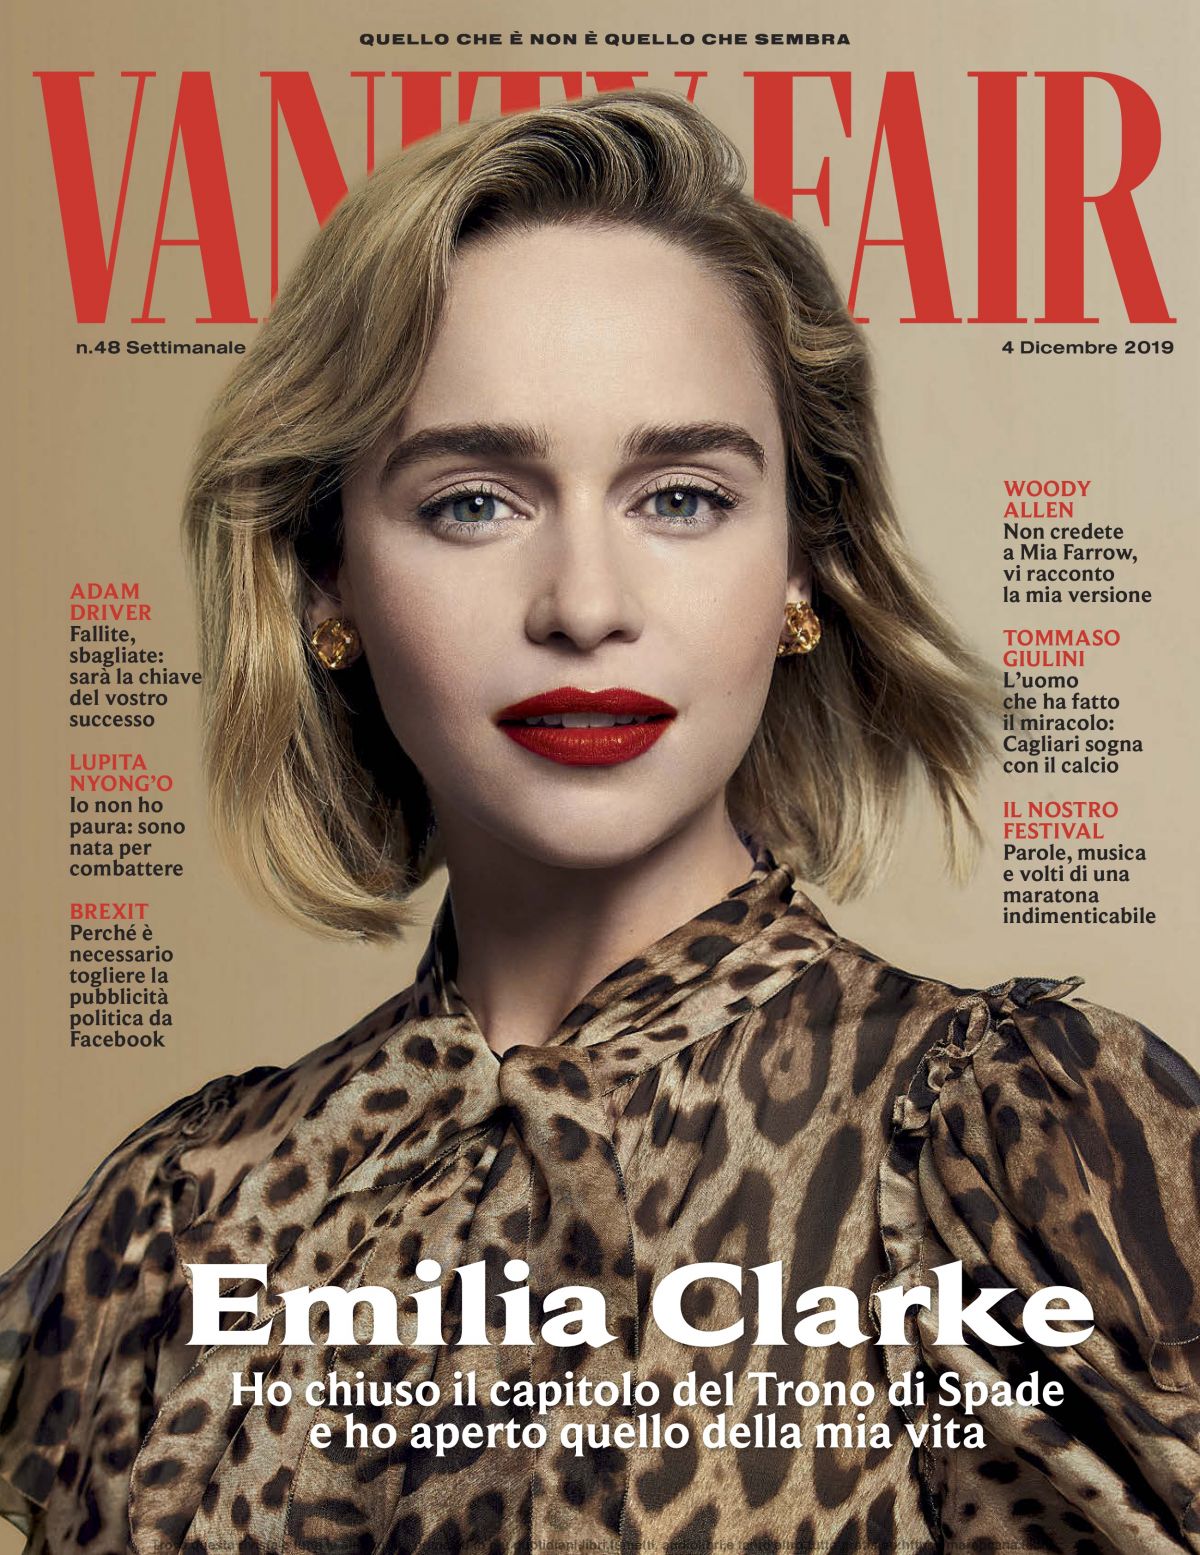 QUELLO CHE È NON È QUELLO CHE SEMBRA
VANITY FAIR
n.48 Settimanale
4 Dicembre 2019
ADAM
DRIVER
Fallite,
sbagliate:
sarà la chiave
del vostro
successo
LUPITA
NYONG'O
Io non ho
paura: sono
nata per
combattere
BREXIT
Perché è
necessario
togliere la
pubblicità
politica da
Facebook
WOODY
ALLEN
Non credete
a Mia Farrow,
vi racconto
la mia versione
TOMMASO
GIULINI
L'uomo
che ha fatto
il miracolo:
Cagliari sogna
con il calcio
IL NOSTRO
FESTIVAL
Parole, musica
e volti di una
maratona
indimenticabile
Emilia Clarke
Ho chiuso il capitolo del Trono di Spade
e ho aperto quello della mia vita